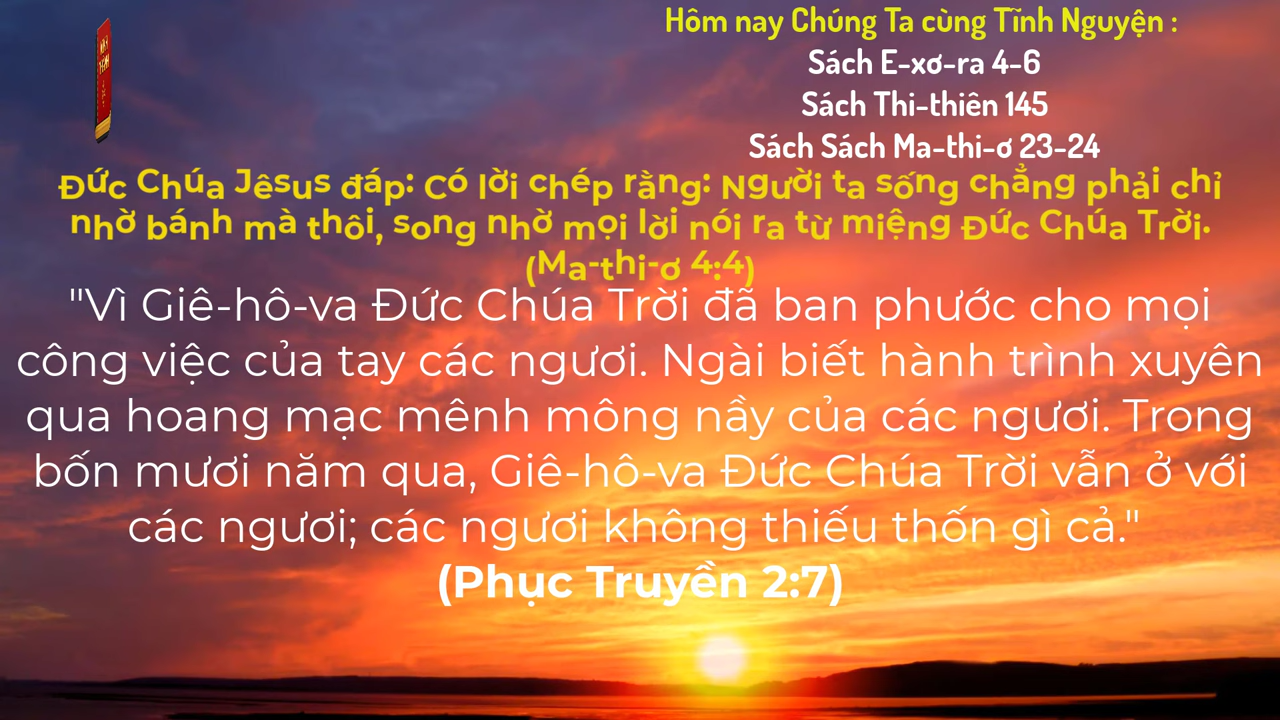 Hôm nay Chúng Ta cùng Tĩnh Nguyện :
Sách E-xơ-ra 4-6
Sách Thi-thiên 145
Sách Sách Ma-thi-ơ 23-24
Đức Chúa Jêsus đáp: Có lời chép rằng: Người ta sống chẳng phải chỉ
nhờ bánh mà thôi, song nhờ mọi lời nói ra từ miệng Đức Chúa Trời.
(Ma-thi-ơ 4:4)
"Vì Giê-hô-va Đức Chúa Trời đã ban phước cho mọi
công việc của tay các ngươi. Ngài biết hành trình xuyên
qua hoang mạc mênh mông nầy của các ngươi. Trong
bốn mươi năm qua, Giê-hô-va Đức Chúa Trời vẫn ở với
các ngươi; các ngươi không thiếu thốn gì cả."
(Phục Truyền 2:7)